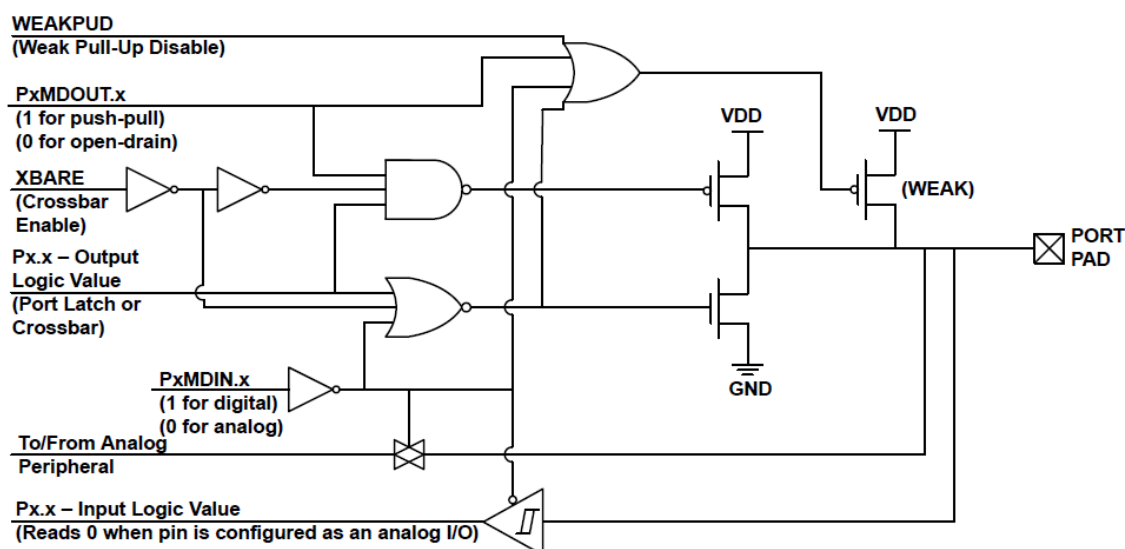 WEAKPUD
(Weak Pull-Up Disable)
PxMDOUT.x
(1 for push-pull)
(0 for open-drain)
XBARE
(Crossbar
Enable)
Px.x – Output
Logic Value
(Port Latch or
Crossbar)
PxMDIN.x
(1 for digital)
(0 for analog)
To/From Analog
Peripheral
Px.x – Input Logic Value
(Reads 0 when pin is configured as an analog I/O)
VDD
VDD
(WEAK)
PORT
PAD
GND